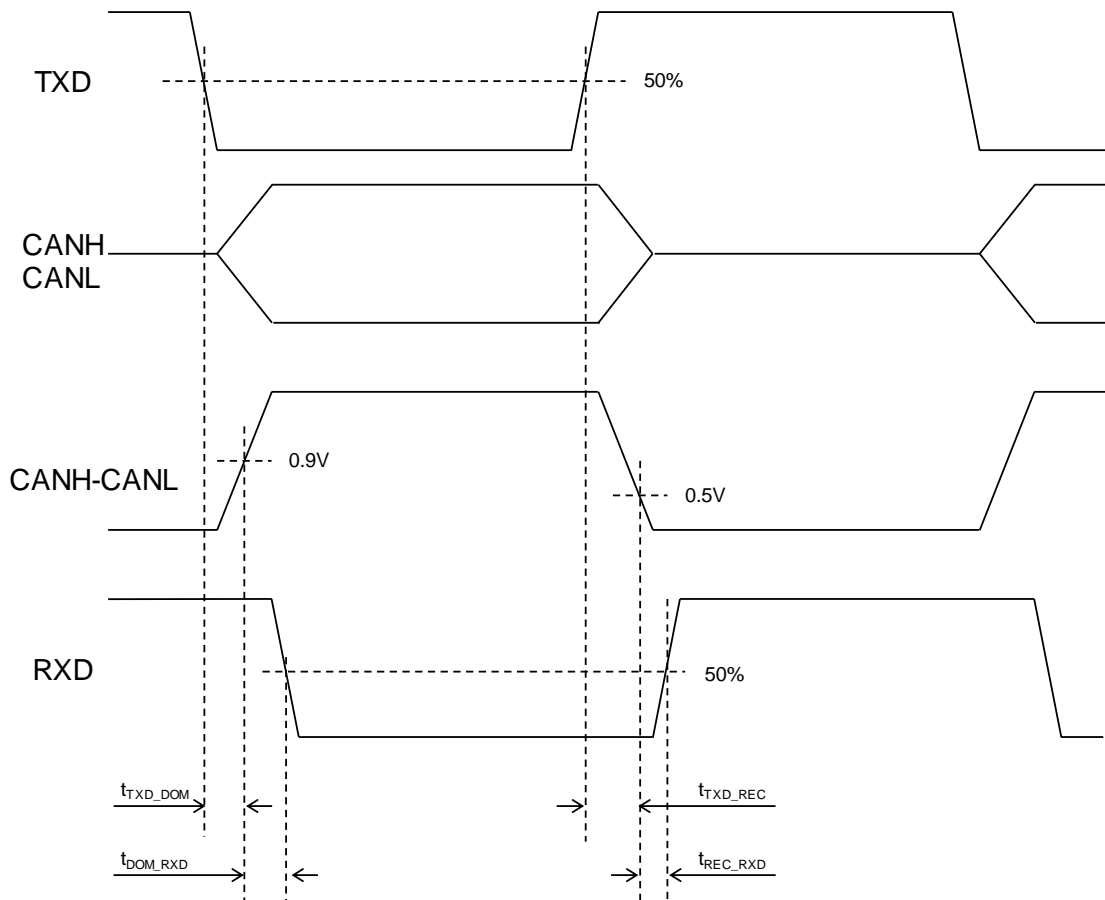 TXD
50%
CANH
CANL
0.9V
CANH-CANL
0.5V
RXD
50%
tTXD_DOM
tTXD_REC
tDOM_RXD
tREC_RXD